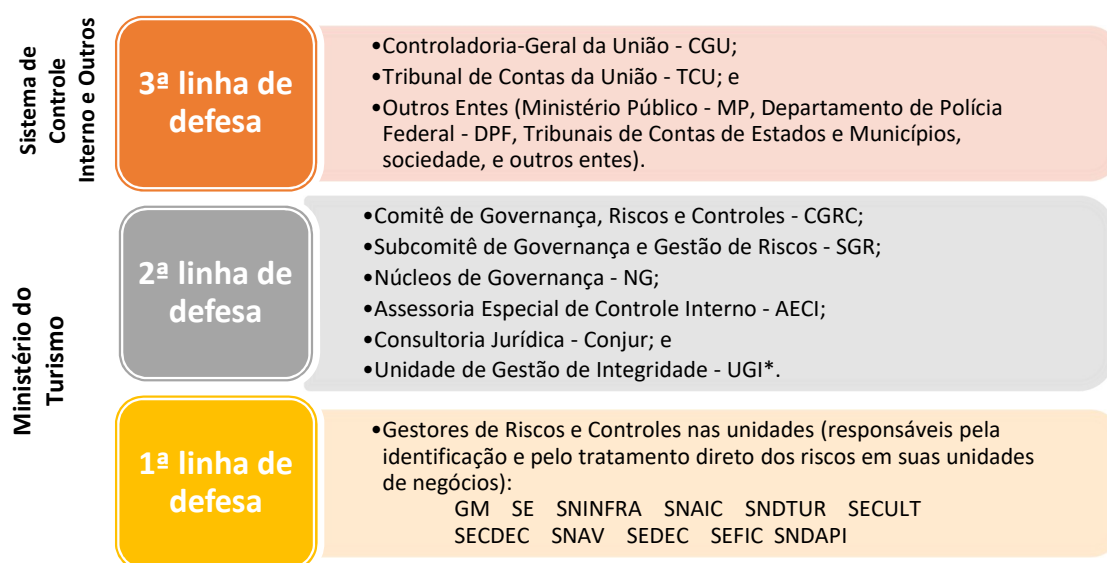 Sistema de
Controle
Interno e Outros
3ª linha de
defesa
•Controladoria-Geral da União - CGU;
•Tribunal de Contas da União - TCU; e
•Outros Entes (Ministério Público - MP, Departamento de Polícia
Federal - DPF, Tribunais de Contas de Estados e Municípios,
sociedade, e outros entes).
Ministério do
Turismo
2ª linha de
defesa
•Comitê de Governança, Riscos e Controles - CGRC;
•Subcomitê de Governança e Gestão de Riscos - SGR;
•Núcleos de Governança - NG;
•Assessoria Especial de Controle Interno - AECI;
•Consultoria Jurídica - Conjur; e
•Unidade de Gestão de Integridade - UGI*.
1ª linha de
defesa
•Gestores de Riscos e Controles nas unidades (responsáveis pela
identificação e pelo tratamento direto dos riscos em suas unidades
de negócios):
GM SE SNINFRA SNAIC SNDTUR SECULT
SECDEC SNAV SEDEC SEFIC SNDAPI